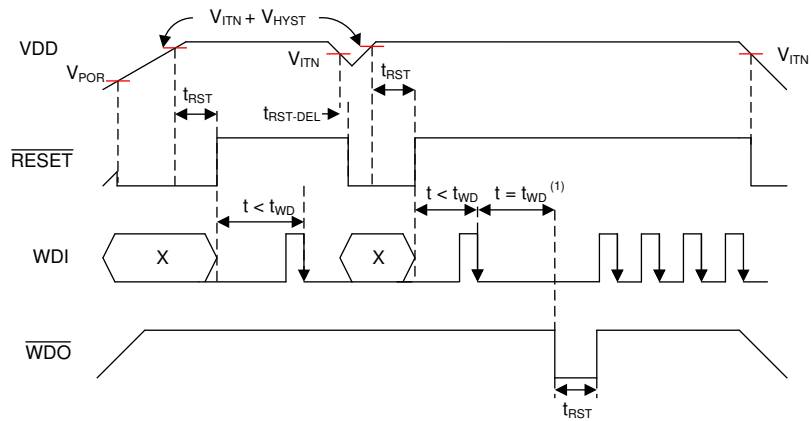 V_ITN + V_HYST
VDD
V_POR
V_ITN
V_ITN
t_RST
t_RST
t_RST-DEL
RESET
t < t_WD
t < t_WD
t = t_WD (1)
WDI
X
X
WDO
t_RST